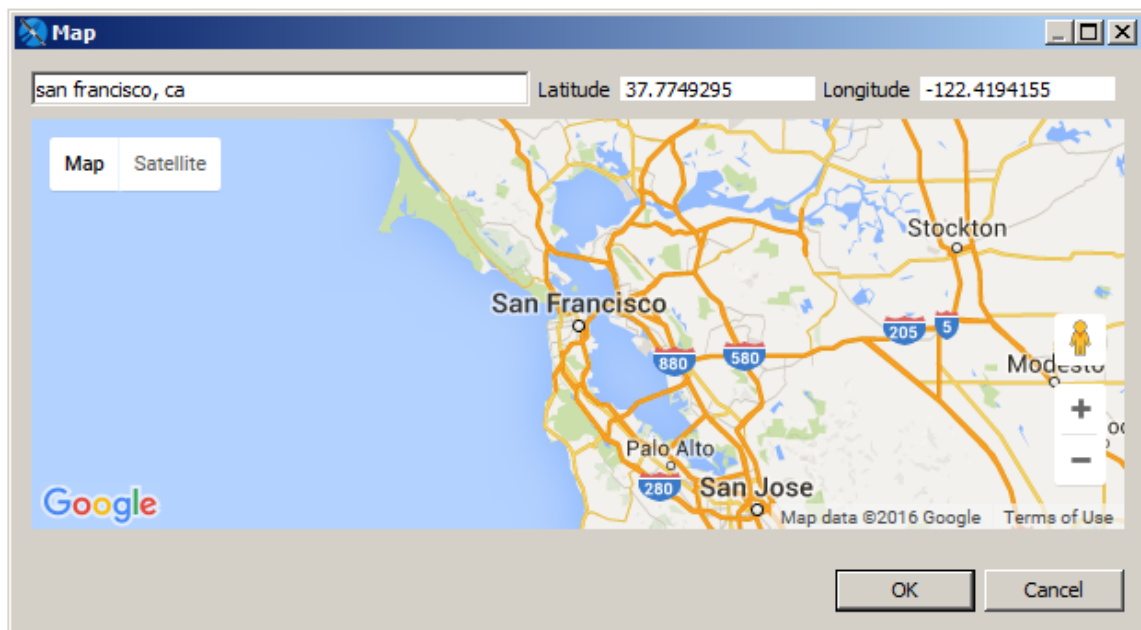 Map
san francisco, ca
Latitude 37.7749295
Longitude -122.4194155
Map Satellite
Stockton
San Francisco
205
5
880
580
Modesto
Palo Alto
280
San Jose
Google
Map data ©2016 Google Terms of Use
OK Cancel